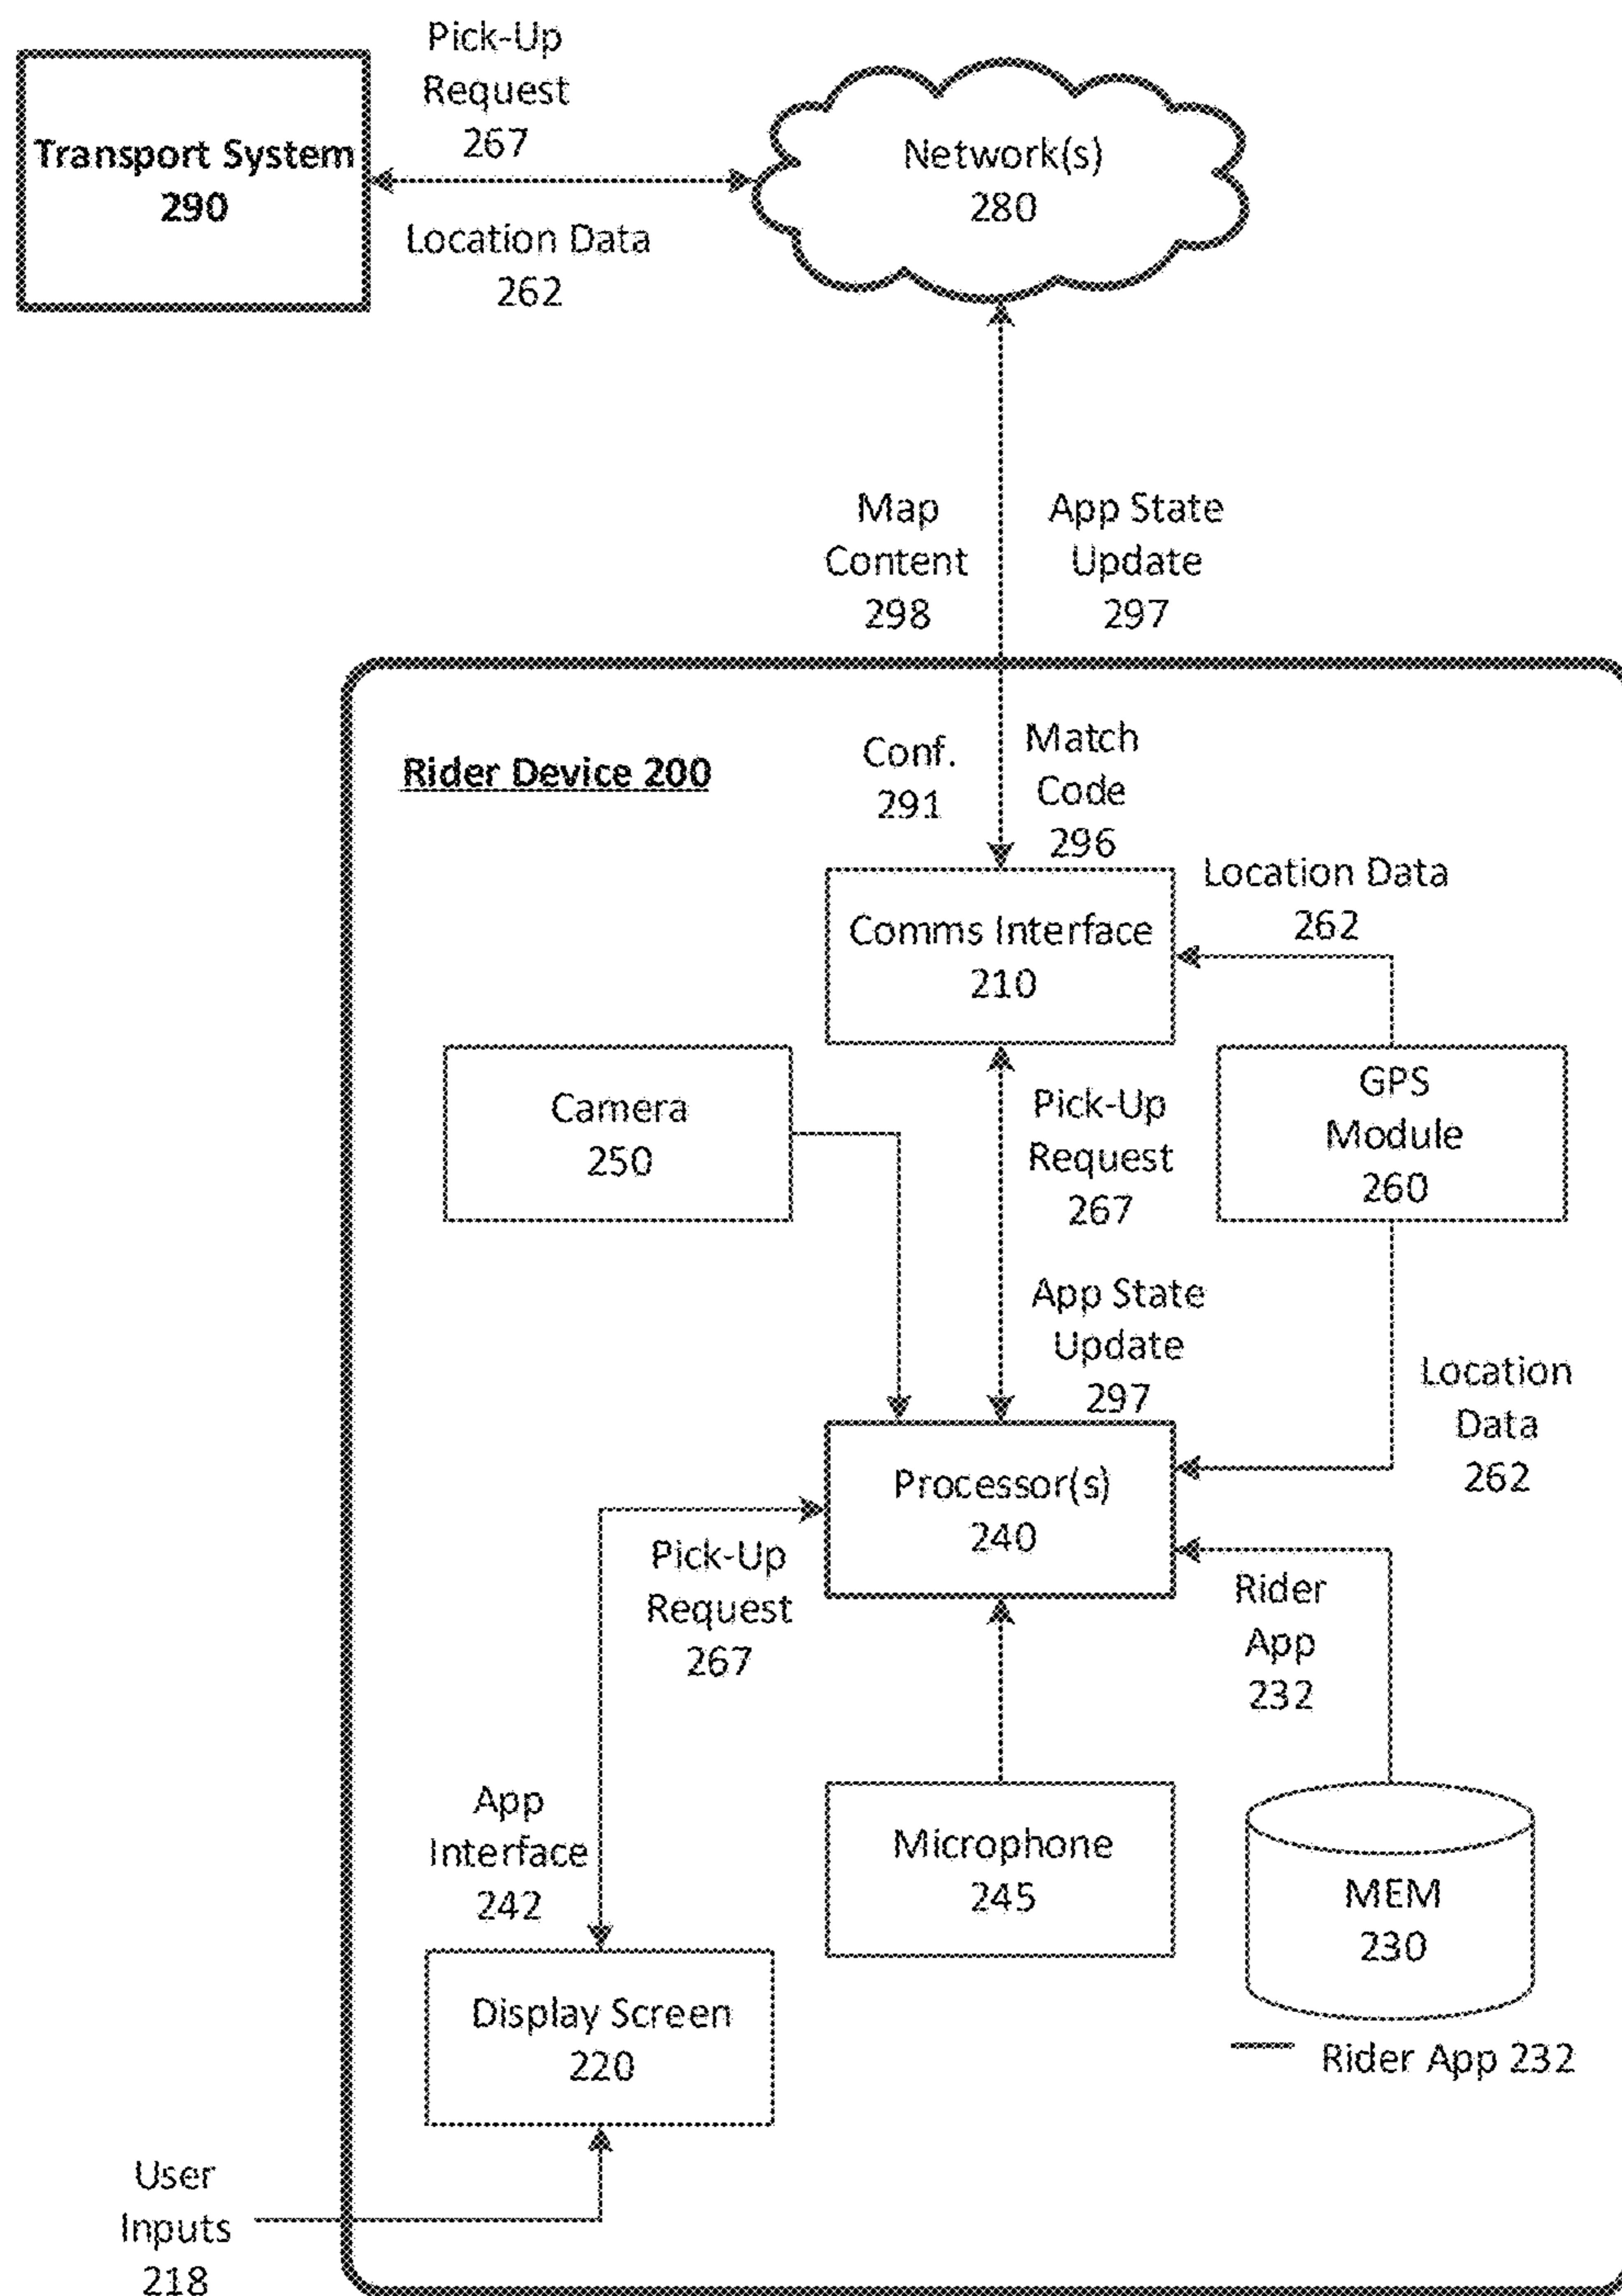 Pick-Up
Request
267
Transport System
290
Location Data
262
Network(s)
280
Map
Content
298
App State
Update
297
Rider Device 200
Conf.
291
Match
Code
296
Location Data
262
Comms Interface
210
Camera
250
Pick-Up
Request
267
GPS
Module
260
App State
Update
297
Location
Data
262
Processor(s)
240
Pick-Up
Request
267
Rider
App
232
App
Interface
242
Microphone
245
MEM
230
Display Screen
220
Rider App 232
User
Inputs
218